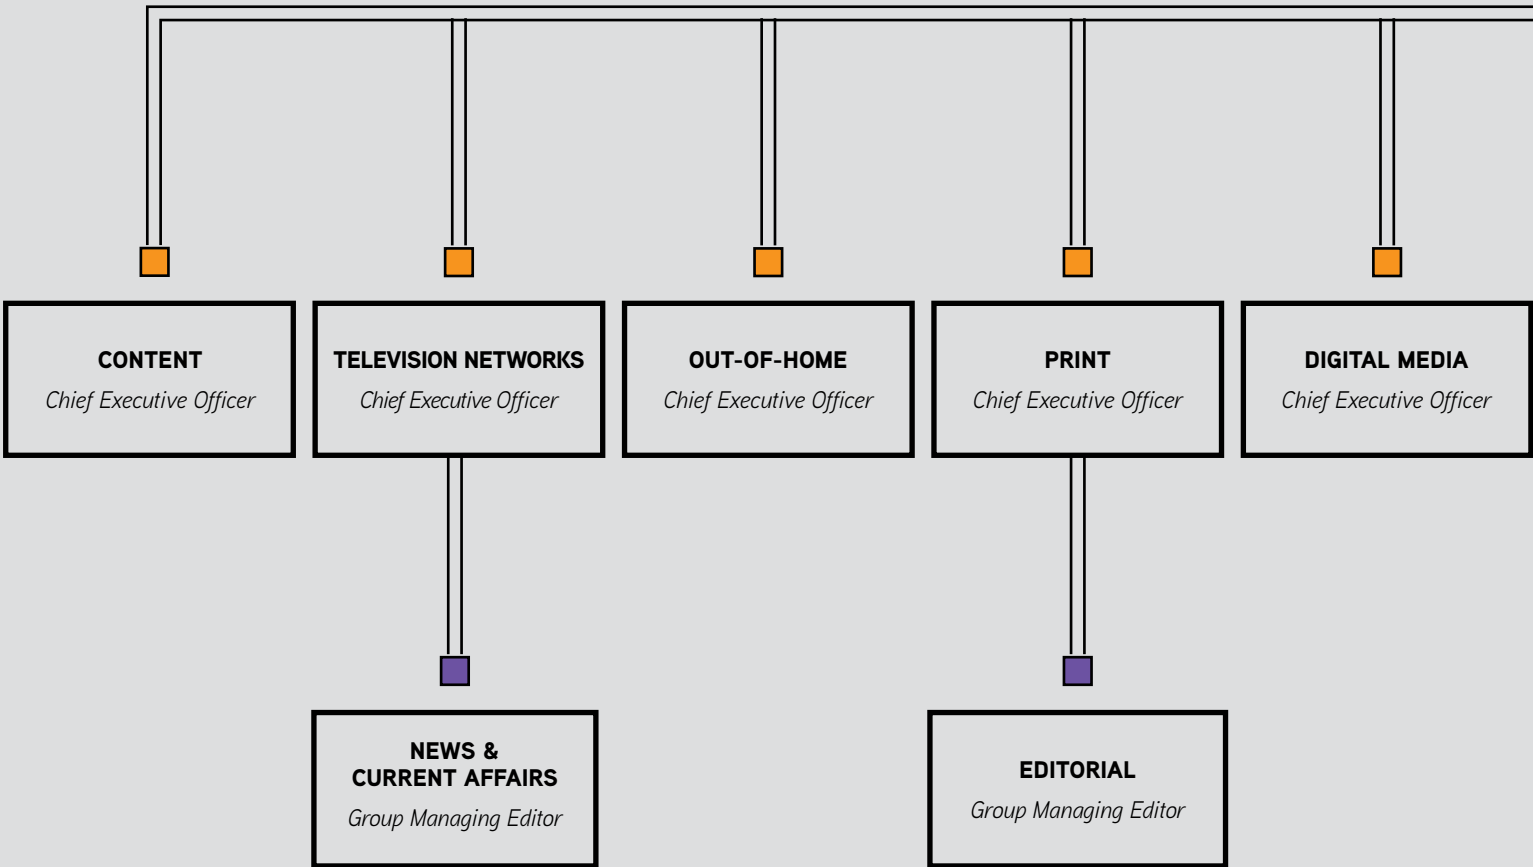 CONTENT
Chief Executive Officer
TELEVISION NETWORKS
Chief Executive Officer
OUT-OF-HOME
Chief Executive Officer
PRINT
Chief Executive Officer
DIGITAL MEDIA
Chief Executive Officer
NEWS &
CURRENT AFFAIRS
Group Managing Editor
EDITORIAL
Group Managing Editor